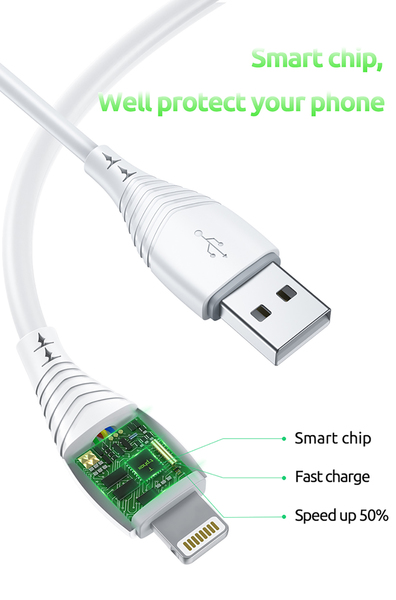 Smart chip,
Well protect your phone
Smart chip
Fast charge
Speed up 50%